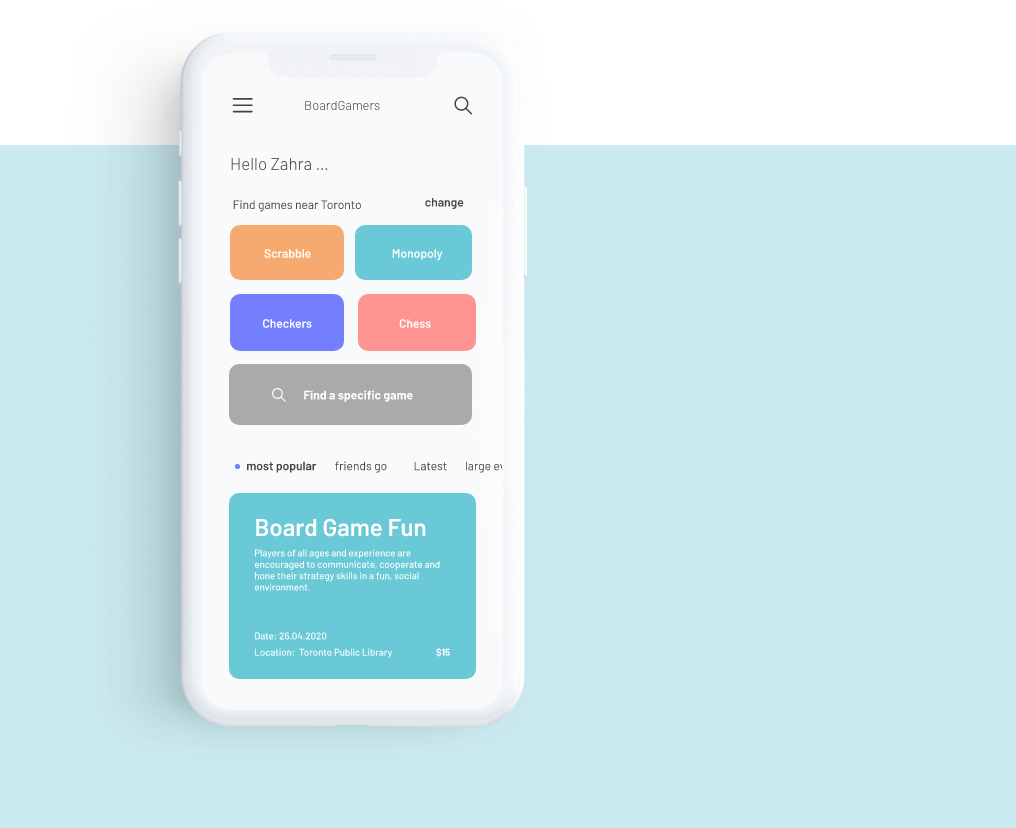 BoardGamers
Hello Zahra ...
Find games near Toronto
change
Scrabble
Monopoly
Checkers
Chess
Find a specific game
most popular
friends go
Latest
large ev
Board Game Fun
Players of all ages and experience are
encouraged to communicate, cooperate and
hone their strategy skills in a fun, social
environment.
Date: 26.04.2020
Location: Toronto Public Library
$15